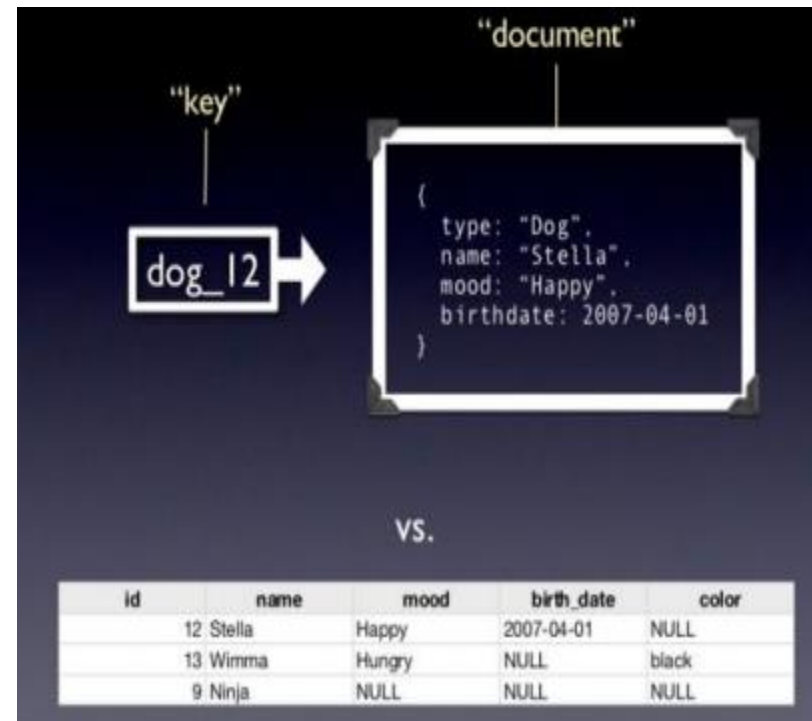 “document”
“key”
dog_12
{
type: "Dog",
name: "Stella",
mood: "Happy",
birthdate: 2007-04-01
}
vs.
id name mood birth_date color
12 Stella Happy 2007-04-01 NULL
13 Wimma Hungry NULL black
9 Ninja NULL NULL NULL